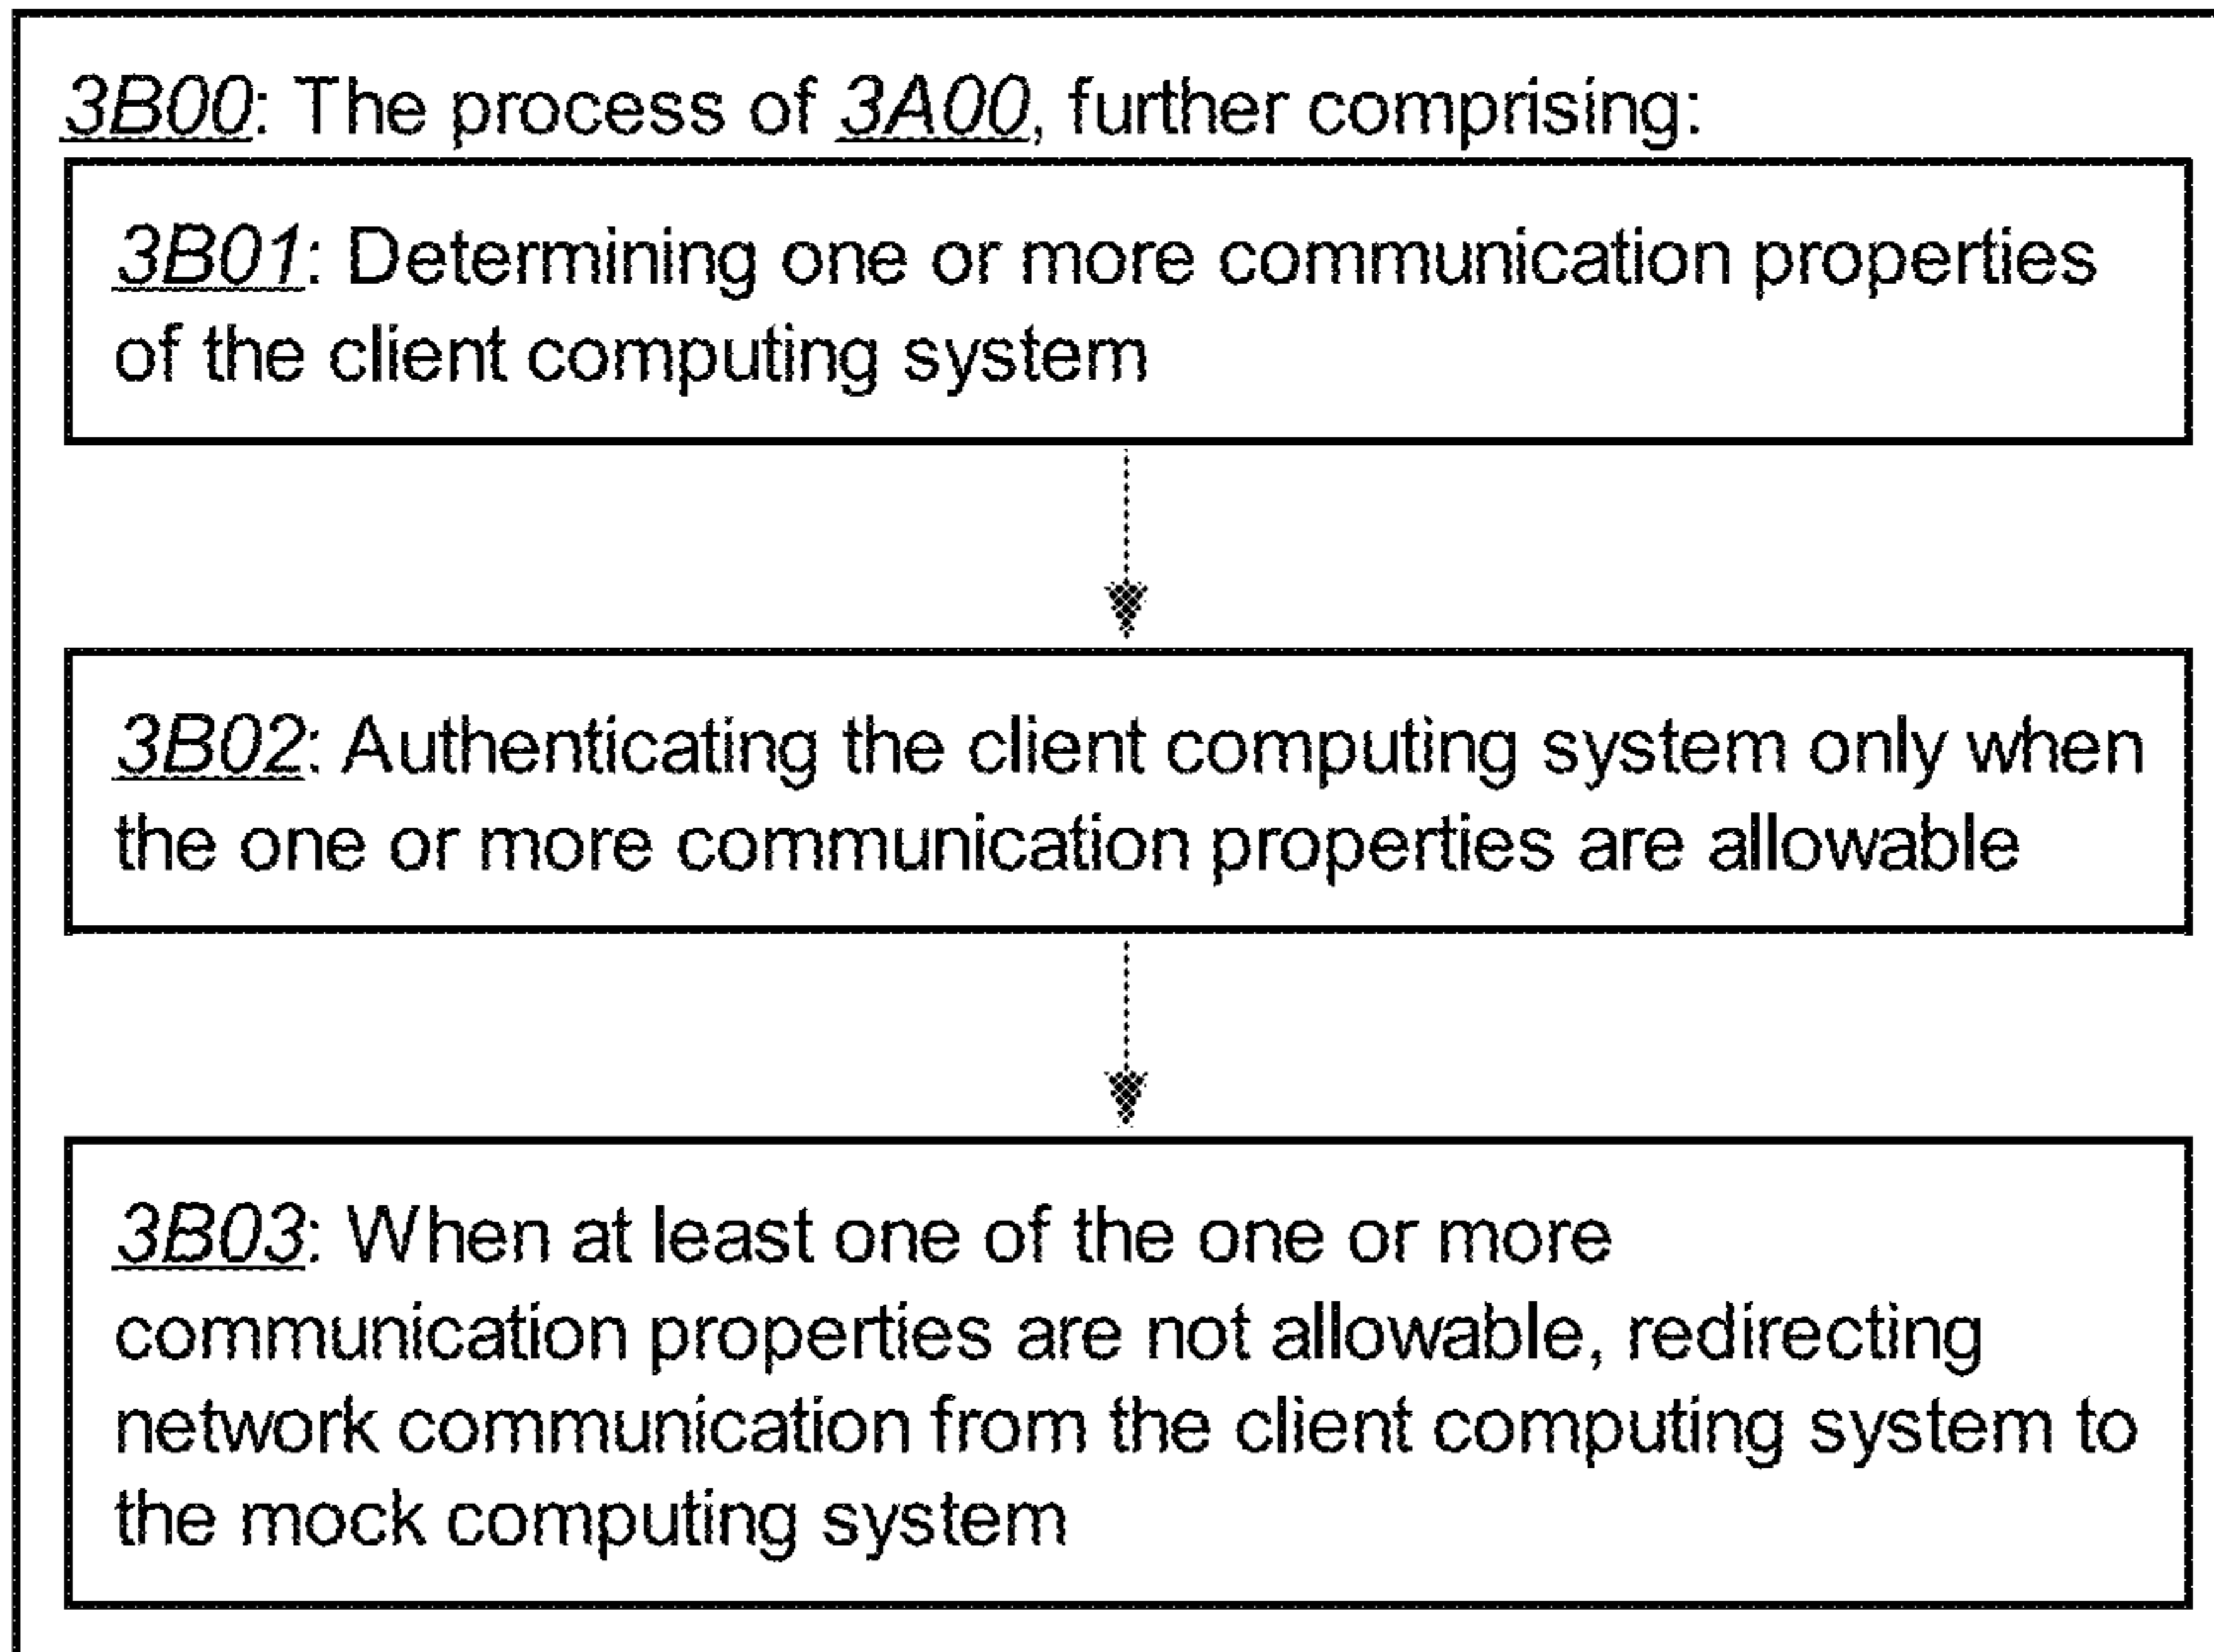 3B00: The process of 3A00, further comprising:
3B01: Determining one or more communication properties
of the client computing system
3B02: Authenticating the client computing system only when
the one or more communication properties are allowable
3B03: When at least one of the one or more
communication properties are not allowable, redirecting
network communication from the client computing system to
the mock computing system